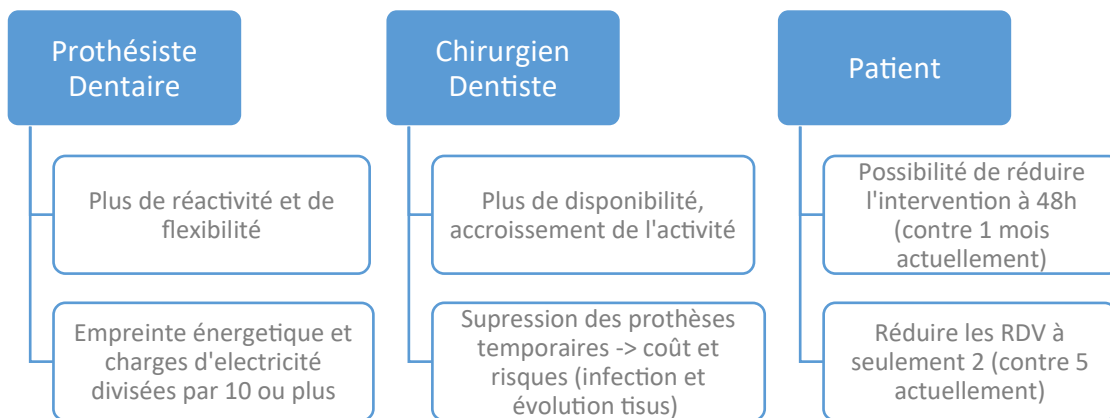 Prothésiste
Dentaire
Plus de réactivité et de
flexibilité
Empreinte énergetique et
charges d'electricité
divisées par 10 ou plus
Chirurgien
Dentiste
Plus de disponibilité,
accroissement de l'activité
Supression des prothèses
temporaires -> coût et
risques (infection et
évolution tisus)
Patient
Possibilité de réduire
l'intervention à 48h
(contre 1 mois
actuellement)
Réduire les RDV à
seulement 2 (contre 5
actuellement)